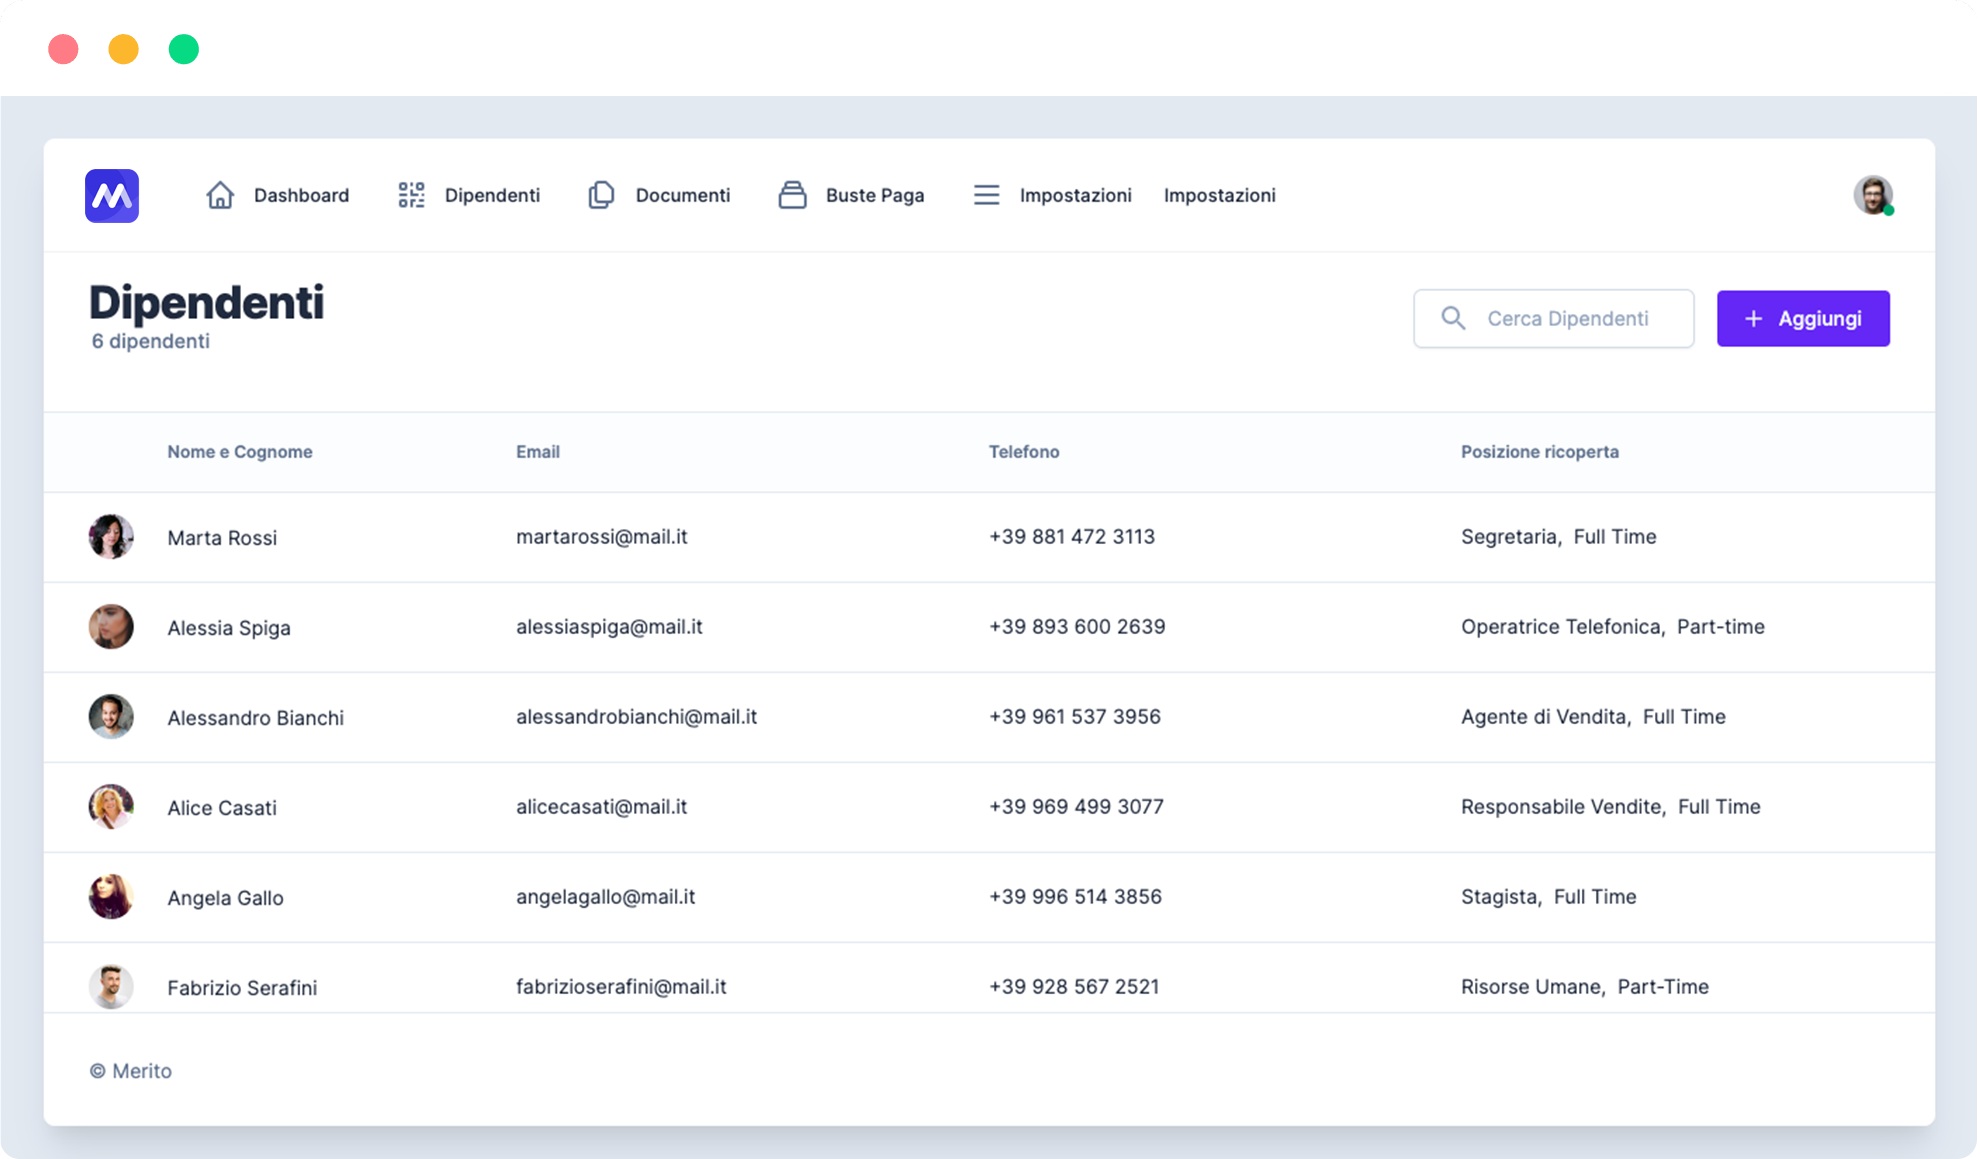 Dashboard Dipendenti Documenti Buste Paga Impostazioni Impostazioni
Dipendenti
6 dipendenti
Cerca Dipendenti
+ Aggiungi
Nome e Cognome Email Telefono Posizione ricoperta
Marta Rossi martarossi@mail.it +39 881 472 3113 Segretaria, Full Time
Alessia Spiga alessiaspiga@mail.it +39 893 600 2639 Operatrice Telefonica, Part-time
Alessandro Bianchi alessandrobianchi@mail.it +39 961 537 3956 Agente di Vendita, Full Time
Alice Casati alicecasati@mail.it +39 969 499 3077 Responsabile Vendite, Full Time
Angela Gallo angelagallo@mail.it +39 996 514 3856 Stagista, Full Time
Fabrizio Serafini fabrizioserafini@mail.it +39 928 567 2521 Risorse Umane, Part-Time
© Merito